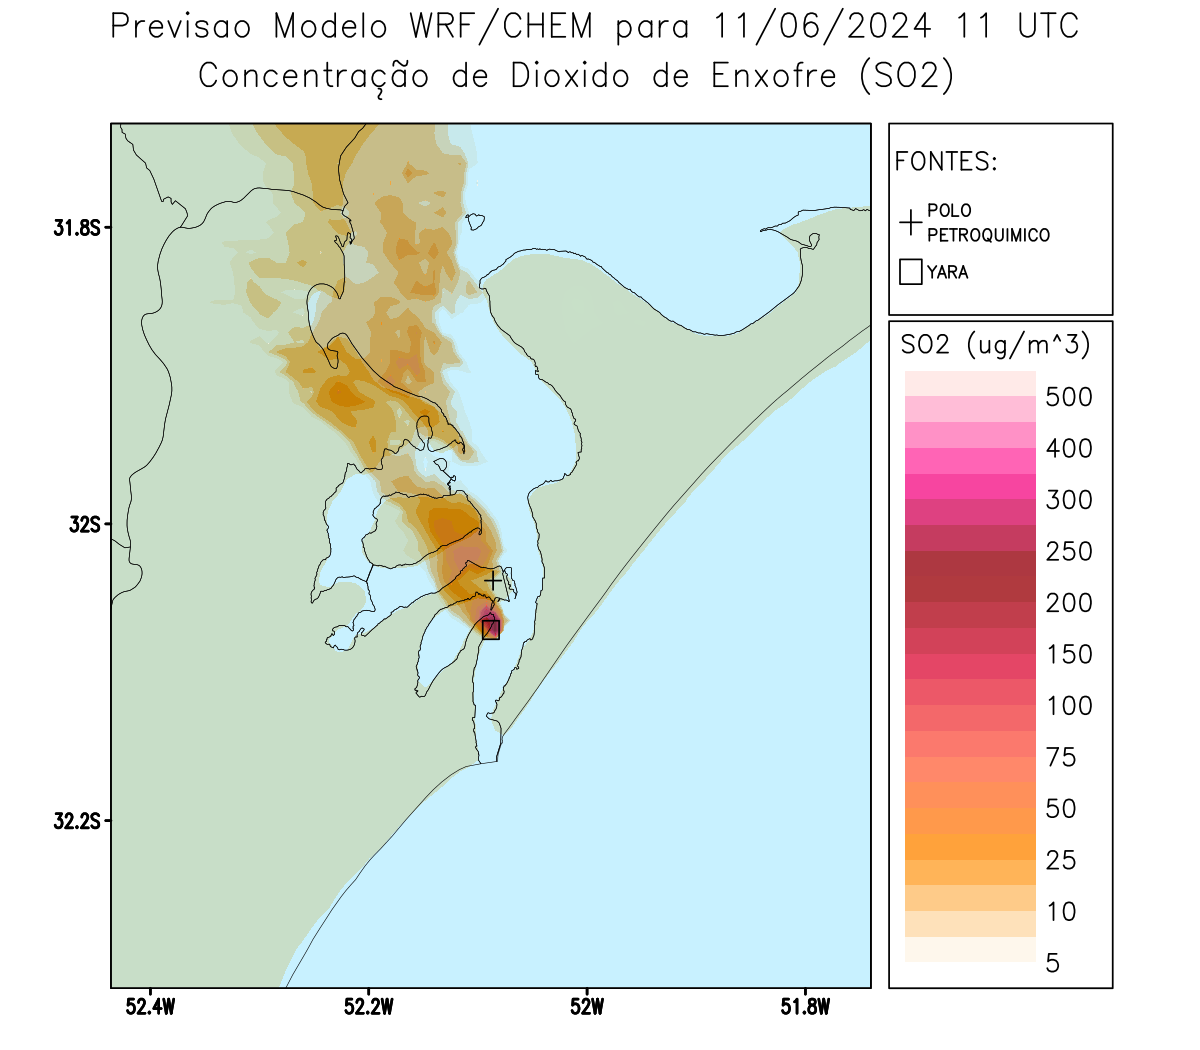 Previsao Modelo WRF/CHEM para 11/06/2024 11 UTC
Concentração de Dioxido de Enxofre (SO2)
FONTES:
POLO
PETROQUIMICO
YARA
SO2 (ug/m^3)
500
400
300
250
200
150
100
75
50
25
10
5
31.8S
32S
32.2S
52.4W
52.2W
52W
51.8W